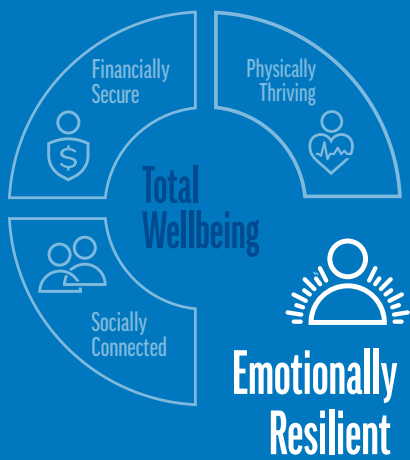 Financially
Secure
Physically
Thriving
$
Total
Wellbeing
Socially
Connected
Emotionally
Resilient